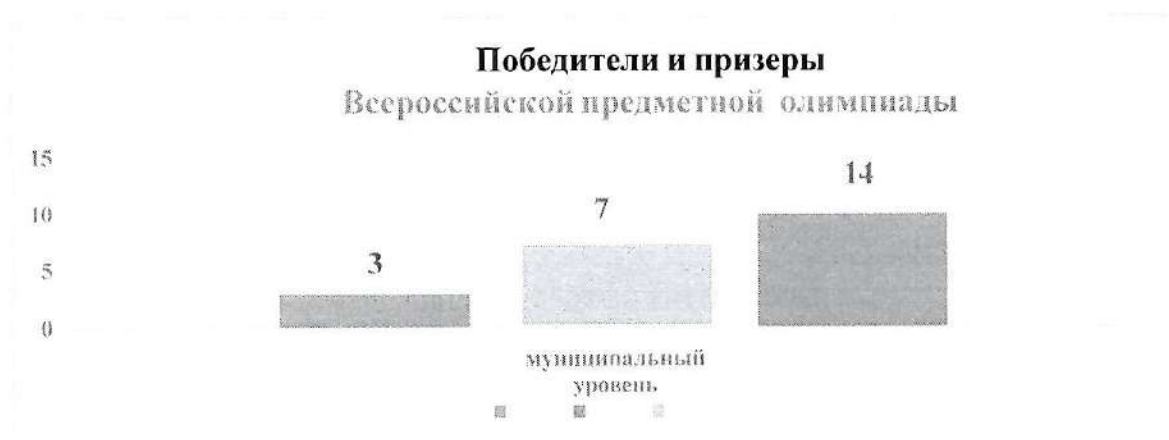 Победители и призеры
Всероссийской предметной олимпиады
15
14
10
7
5
3
0
муниципальный
уровень